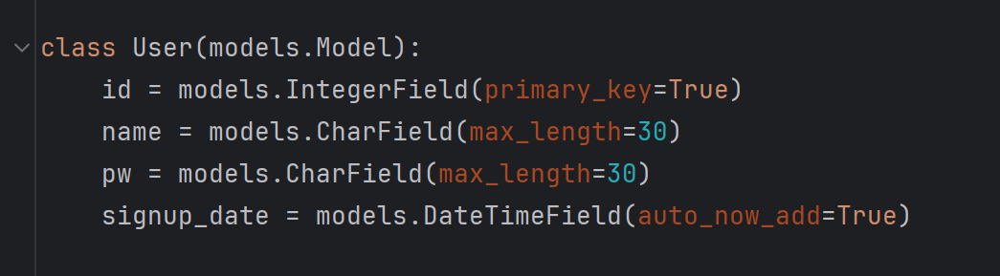 class User(models.Model):
    id = models.IntegerField(primary_key=True)
    name = models.CharField(max_length=30)
    pw = models.CharField(max_length=30)
    signup_date = models.DateTimeField(auto_now_add=True)